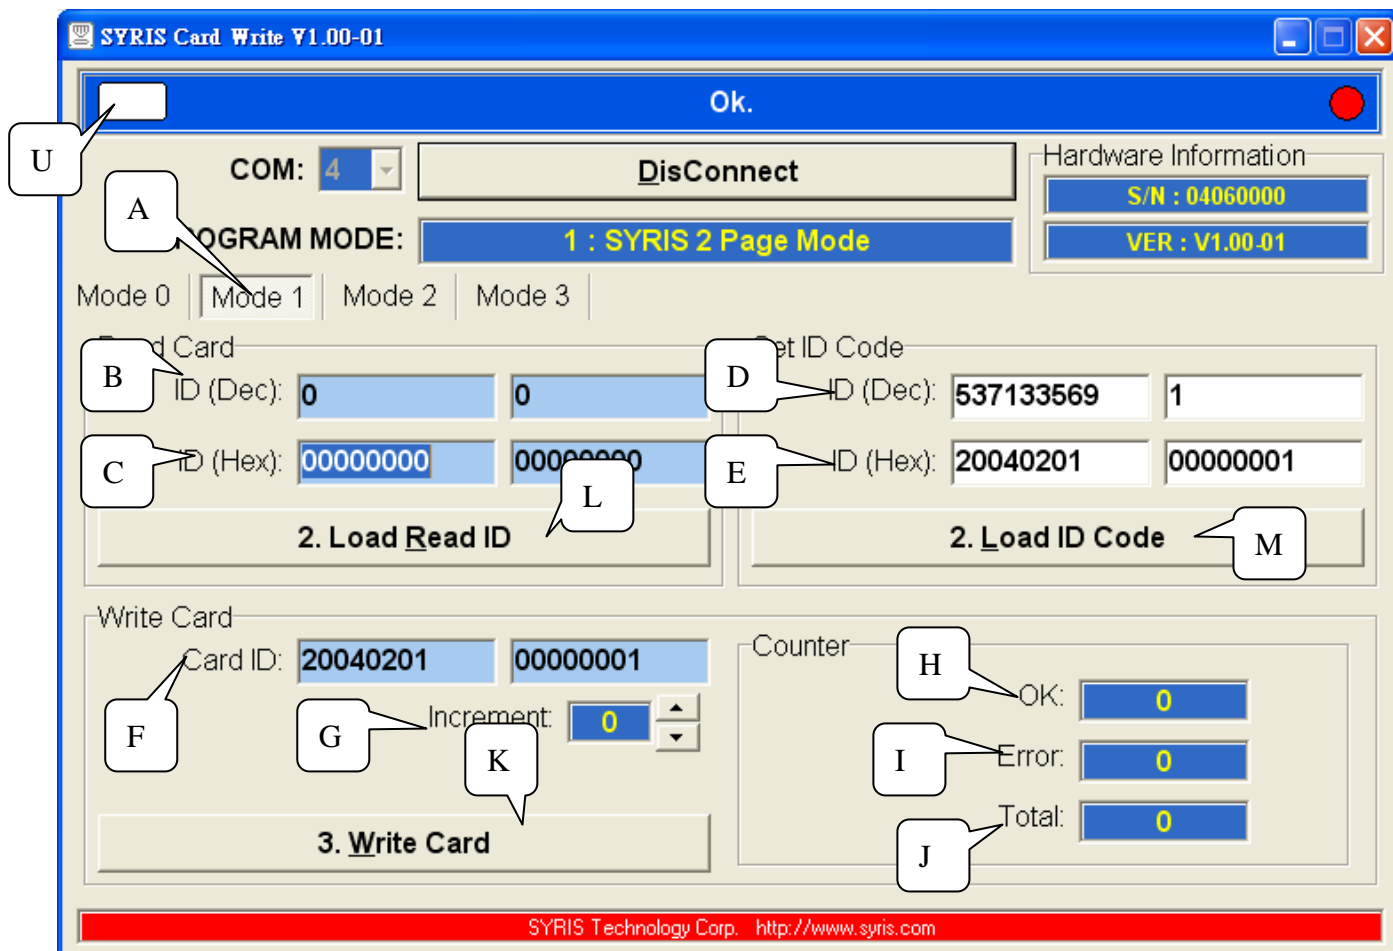 SYRIS Card Write V1.00-01
Ok.
U
COM: 4
DisConnect
Hardware Information
S/N : 04060000
A
PROGRAM MODE:
1 : SYRIS 2 Page Mode
VER : V1.00-01
Mode 0
Mode 1
Mode 2
Mode 3
Read Card
B
ID (Dec): 0 0
C
ID (Hex): 00000000 00000000
L
2. Load Read ID
Set ID Code
D
ID (Dec): 537133569 1
E
ID (Hex): 20040201 00000001
2. Load ID Code
M
Write Card
Card ID: 20040201 00000001
F
G
Increment: 0
K
3. Write Card
Counter
H
OK: 0
I
Error: 0
Total: 0
J
SYRIS Technology Corp. http://www.syris.com